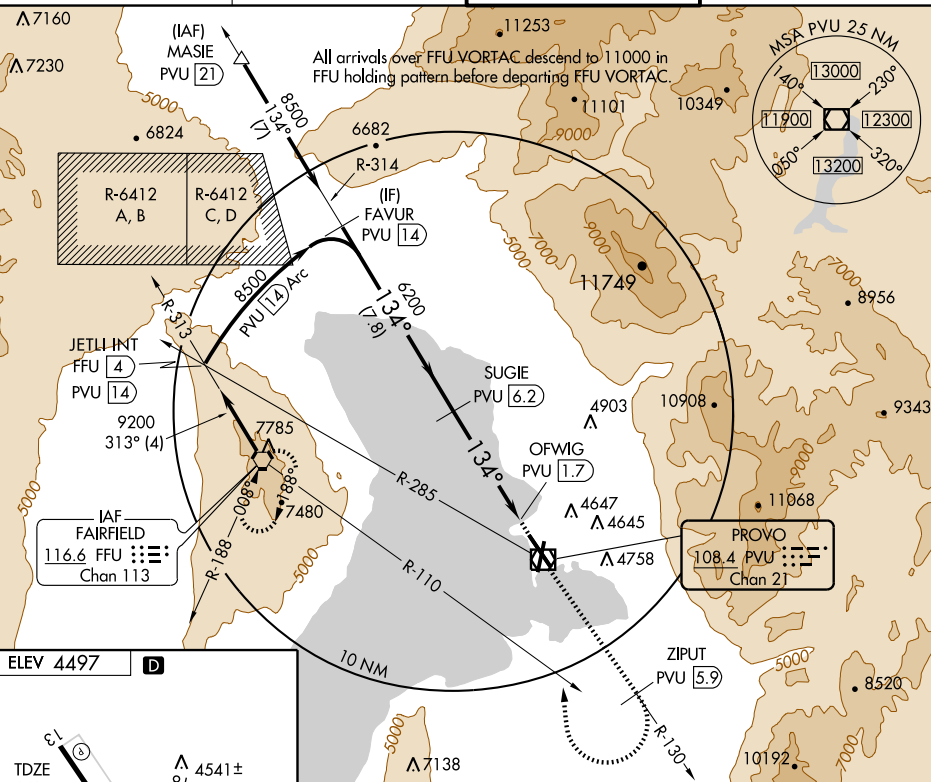 7160
(IAF)
MASIE
PVU 21
7230
11253
All arrivals over FFU VORTAC descend to 11000 in
FFU holding pattern before departing FFU VORTAC.
MSA PVU 25 NM
13000
140°
230°
11900
12300
050°
320°
13200
5000
8500
134°
(7)
11101
10349
9000
6824
6682
R-314
R-6412
A, B
R-6412
C, D
(IF)
FAVUR
PVU 14
5000
7000
9000
11749
7000
8956
8500
PVU 14 Arc
R-313
6200
134°
(7.8)
JETLI INT
FFU 4
PVU 14
SUGIE
PVU 6.2
9200
313° (4)
4903
10908
9343
7785
134°
OFWIG
PVU 1.7
9000
5000
R-285
188°
008°
7480
4647
4645
11068
IAF
FAIRFIELD
116.6 FFU
Chan 113
4758
PROVO
108.4 PVU
Chan 21
R-188
5000
R-110
10 NM
ZIPUT
PVU 5.9
5000
8520
ELEV 4497
D
R-130
13
P
TDZE
4541±
7138
10192
7000